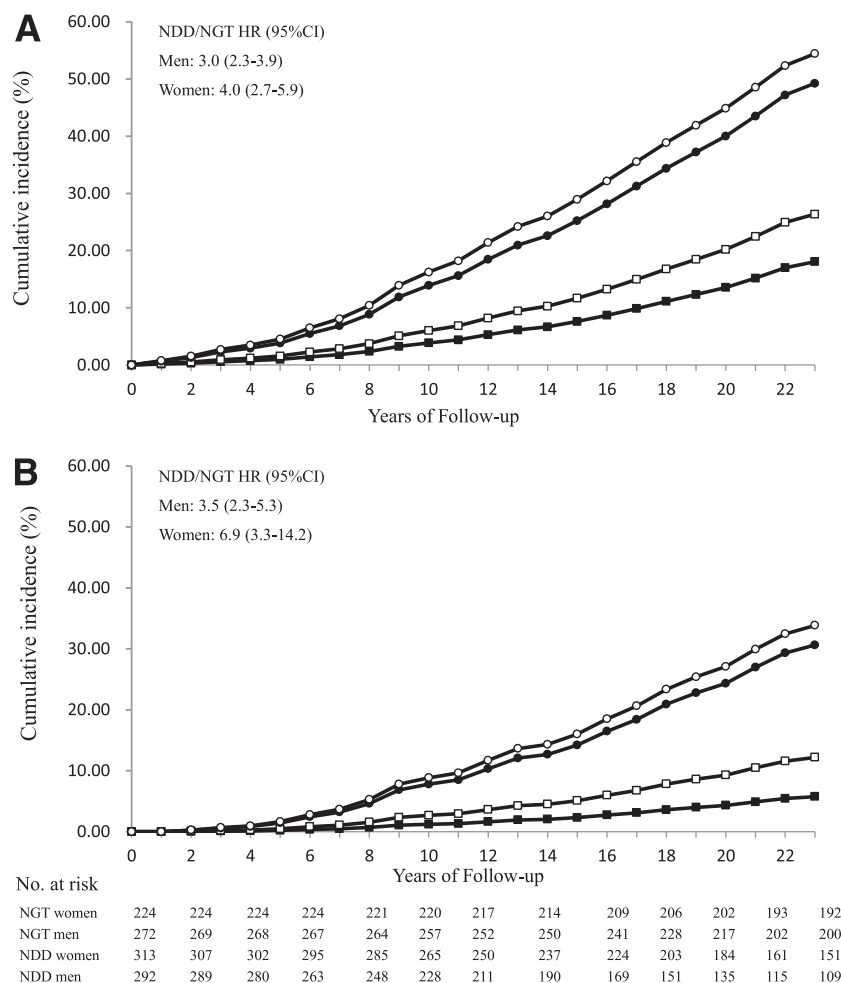 A
NDD/NGT HR (95%CI)
Men: 3.0 (2.3-3.9)
Women: 4.0 (2.7-5.9)
Cumulative incidence (%)
60.00
50.00
40.00
30.00
20.00
10.00
0.00
0 2 4 6 8 10 12 14 16 18 20 22
Years of Follow-up
B
NDD/NGT HR (95%CI)
Men: 3.5 (2.3-5.3)
Women: 6.9 (3.3-14.2)
Cumulative incidence (%)
60.00
50.00
40.00
30.00
20.00
10.00
0.00
0 2 4 6 8 10 12 14 16 18 20 22
Years of Follow-up
No. at risk
NGT women 224 224 224 224 221 220 217 214 209 206 202 193 192
NGT men 272 269 268 267 264 257 252 250 241 228 217 202 200
NDD women 313 307 302 295 285 265 250 237 224 203 184 161 151
NDD men 292 289 280 263 248 228 211 190 169 151 135 115 109